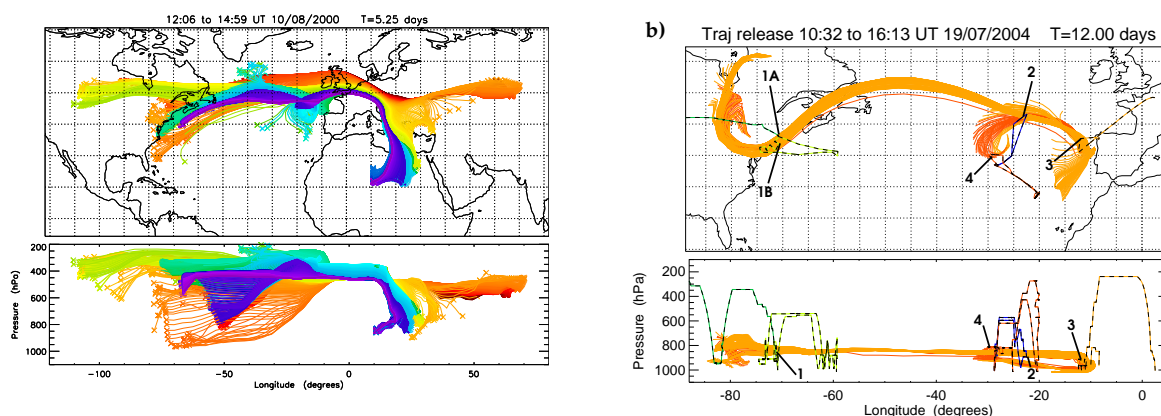 12:06 to 14:59 UT 10/08/2000 T=5.25 days
200
400
600
800
1000
Pressure (hPa)
-100 -50 0 50
Longitude (degrees)
b)
Traj release 10:32 to 16:13 UT 19/07/2004 T=12.00 days
1A
2
1B
4
3
200
400
600
800
1000
Pressure (hPa)
4
3
1
2
-80 -60 -40 -20 0
Longitude (degrees)